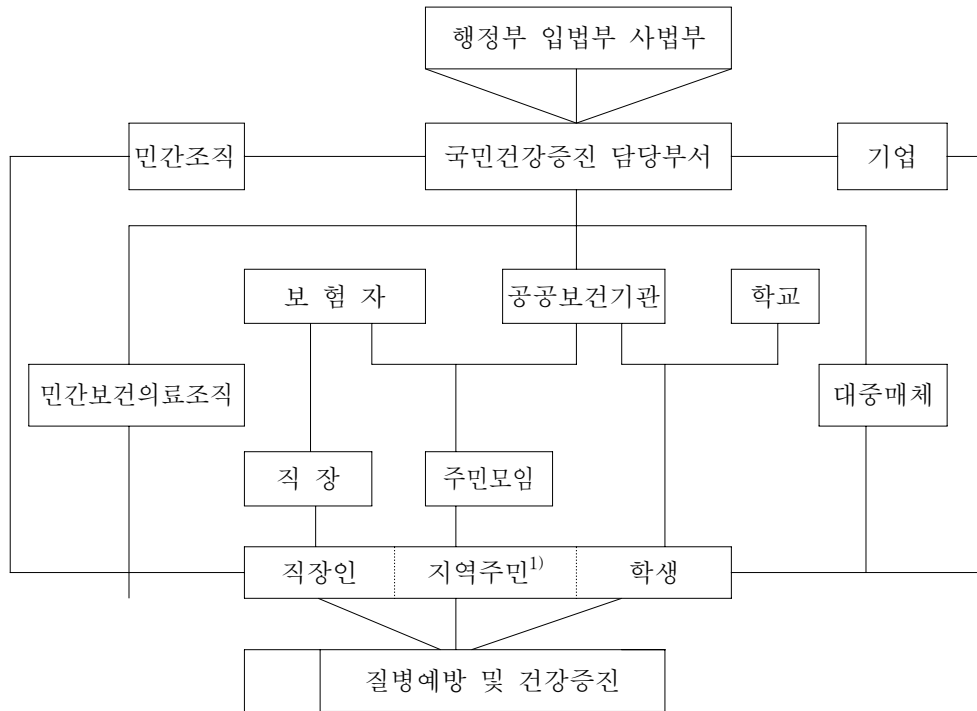 행정부 입법부 사법부
민간조직
국민건강증진 담당부서
기업
보 험 자
공공보건기관
학교
민간보건의료조직
대중매체
직 장
주민모임
직장인
지역주민1)
학생
질병예방 및 건강증진